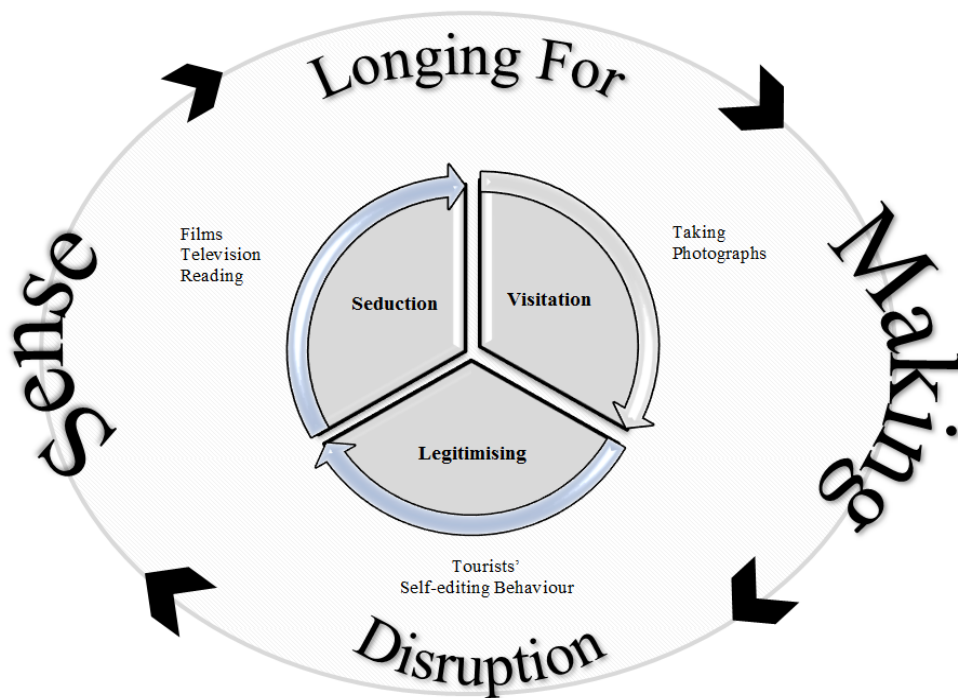 Longing For
Sense
Making
Films
Television
Reading
Taking
Photographs
Seduction
Visitation
Legitimising
Tourists’
Self-editing Behaviour
Disruption